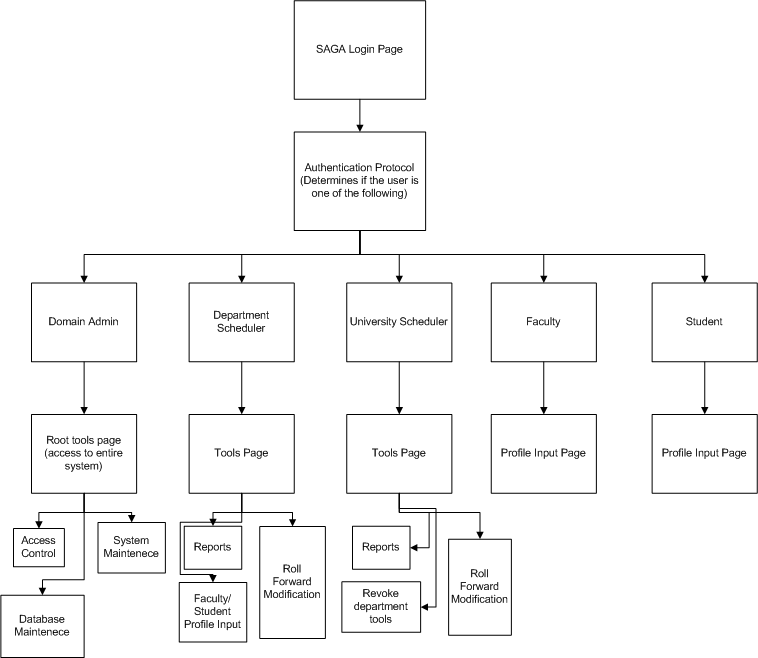 SAGA Login Page
Authentication Protocol
(Determines if the user is
one of the following)
Domain Admin
Department
Scheduler
University Scheduler
Faculty
Student
Root tools page
(access to entire
system)
Tools Page
Tools Page
Profile Input Page
Profile Input Page
Access
Control
System
Maintenece
Database
Maintenece
Reports
Faculty/
Student
Profile Input
Roll
Forward
Modification
Reports
Revoke
department
tools
Roll
Forward
Modification